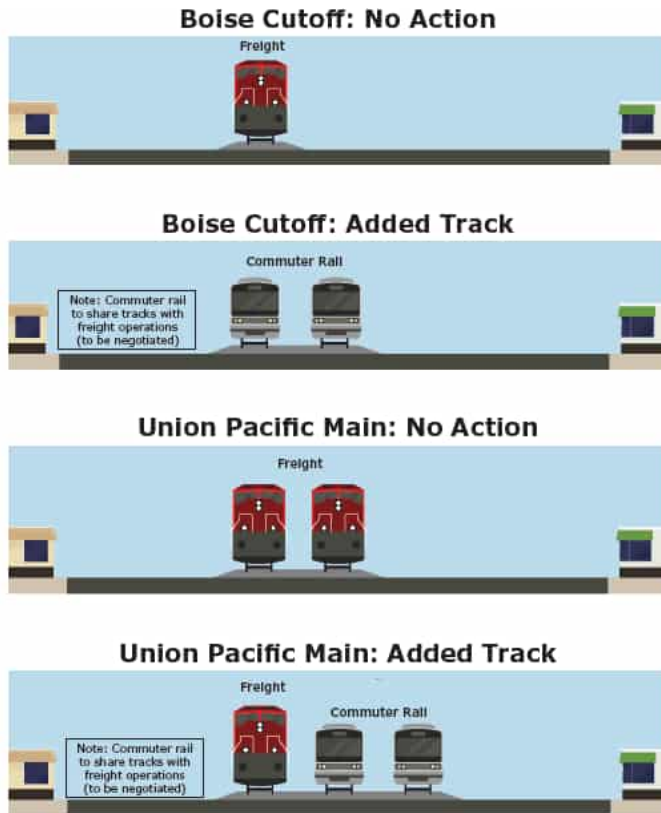 Boise Cutoff: No Action
Freight
Boise Cutoff: Added Track
Commuter Rail
Note: Commuter rail
to share tracks with
freight operations
(to be negotiated)
Union Pacific Main: No Action
Freight
Union Pacific Main: Added Track
Freight
Commuter Rail
Note: Commuter rail
to share tracks with
freight operations
(to be negotiated)